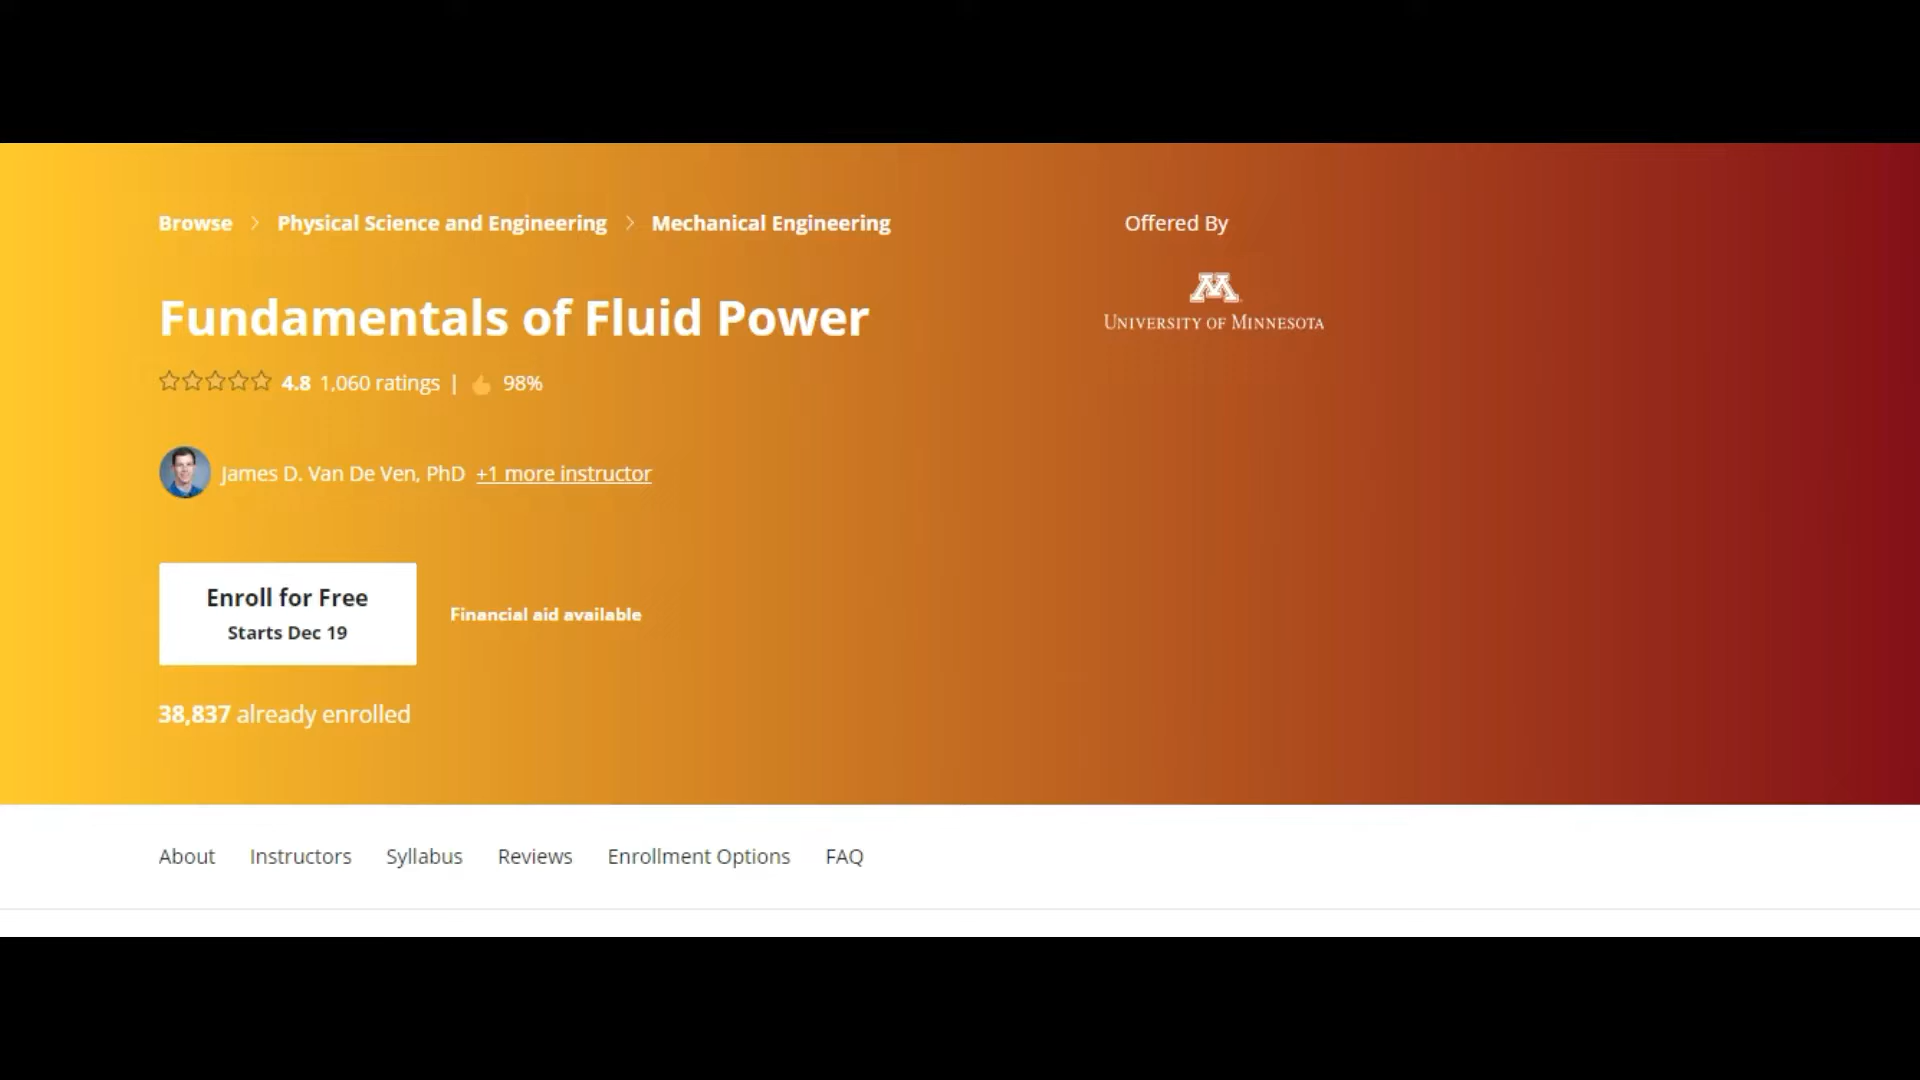 Browse > Physical Science and Engineering > Mechanical Engineering
Offered By
M
UNIVERSITY OF MINNESOTA
Fundamentals of Fluid Power
4.8 1,060 ratings | 98%
James D. Van De Ven, PhD +1 more instructor
Enroll for Free
Starts Dec 19
Financial aid available
38,837 already enrolled
About Instructors Syllabus Reviews Enrollment Options FAQ